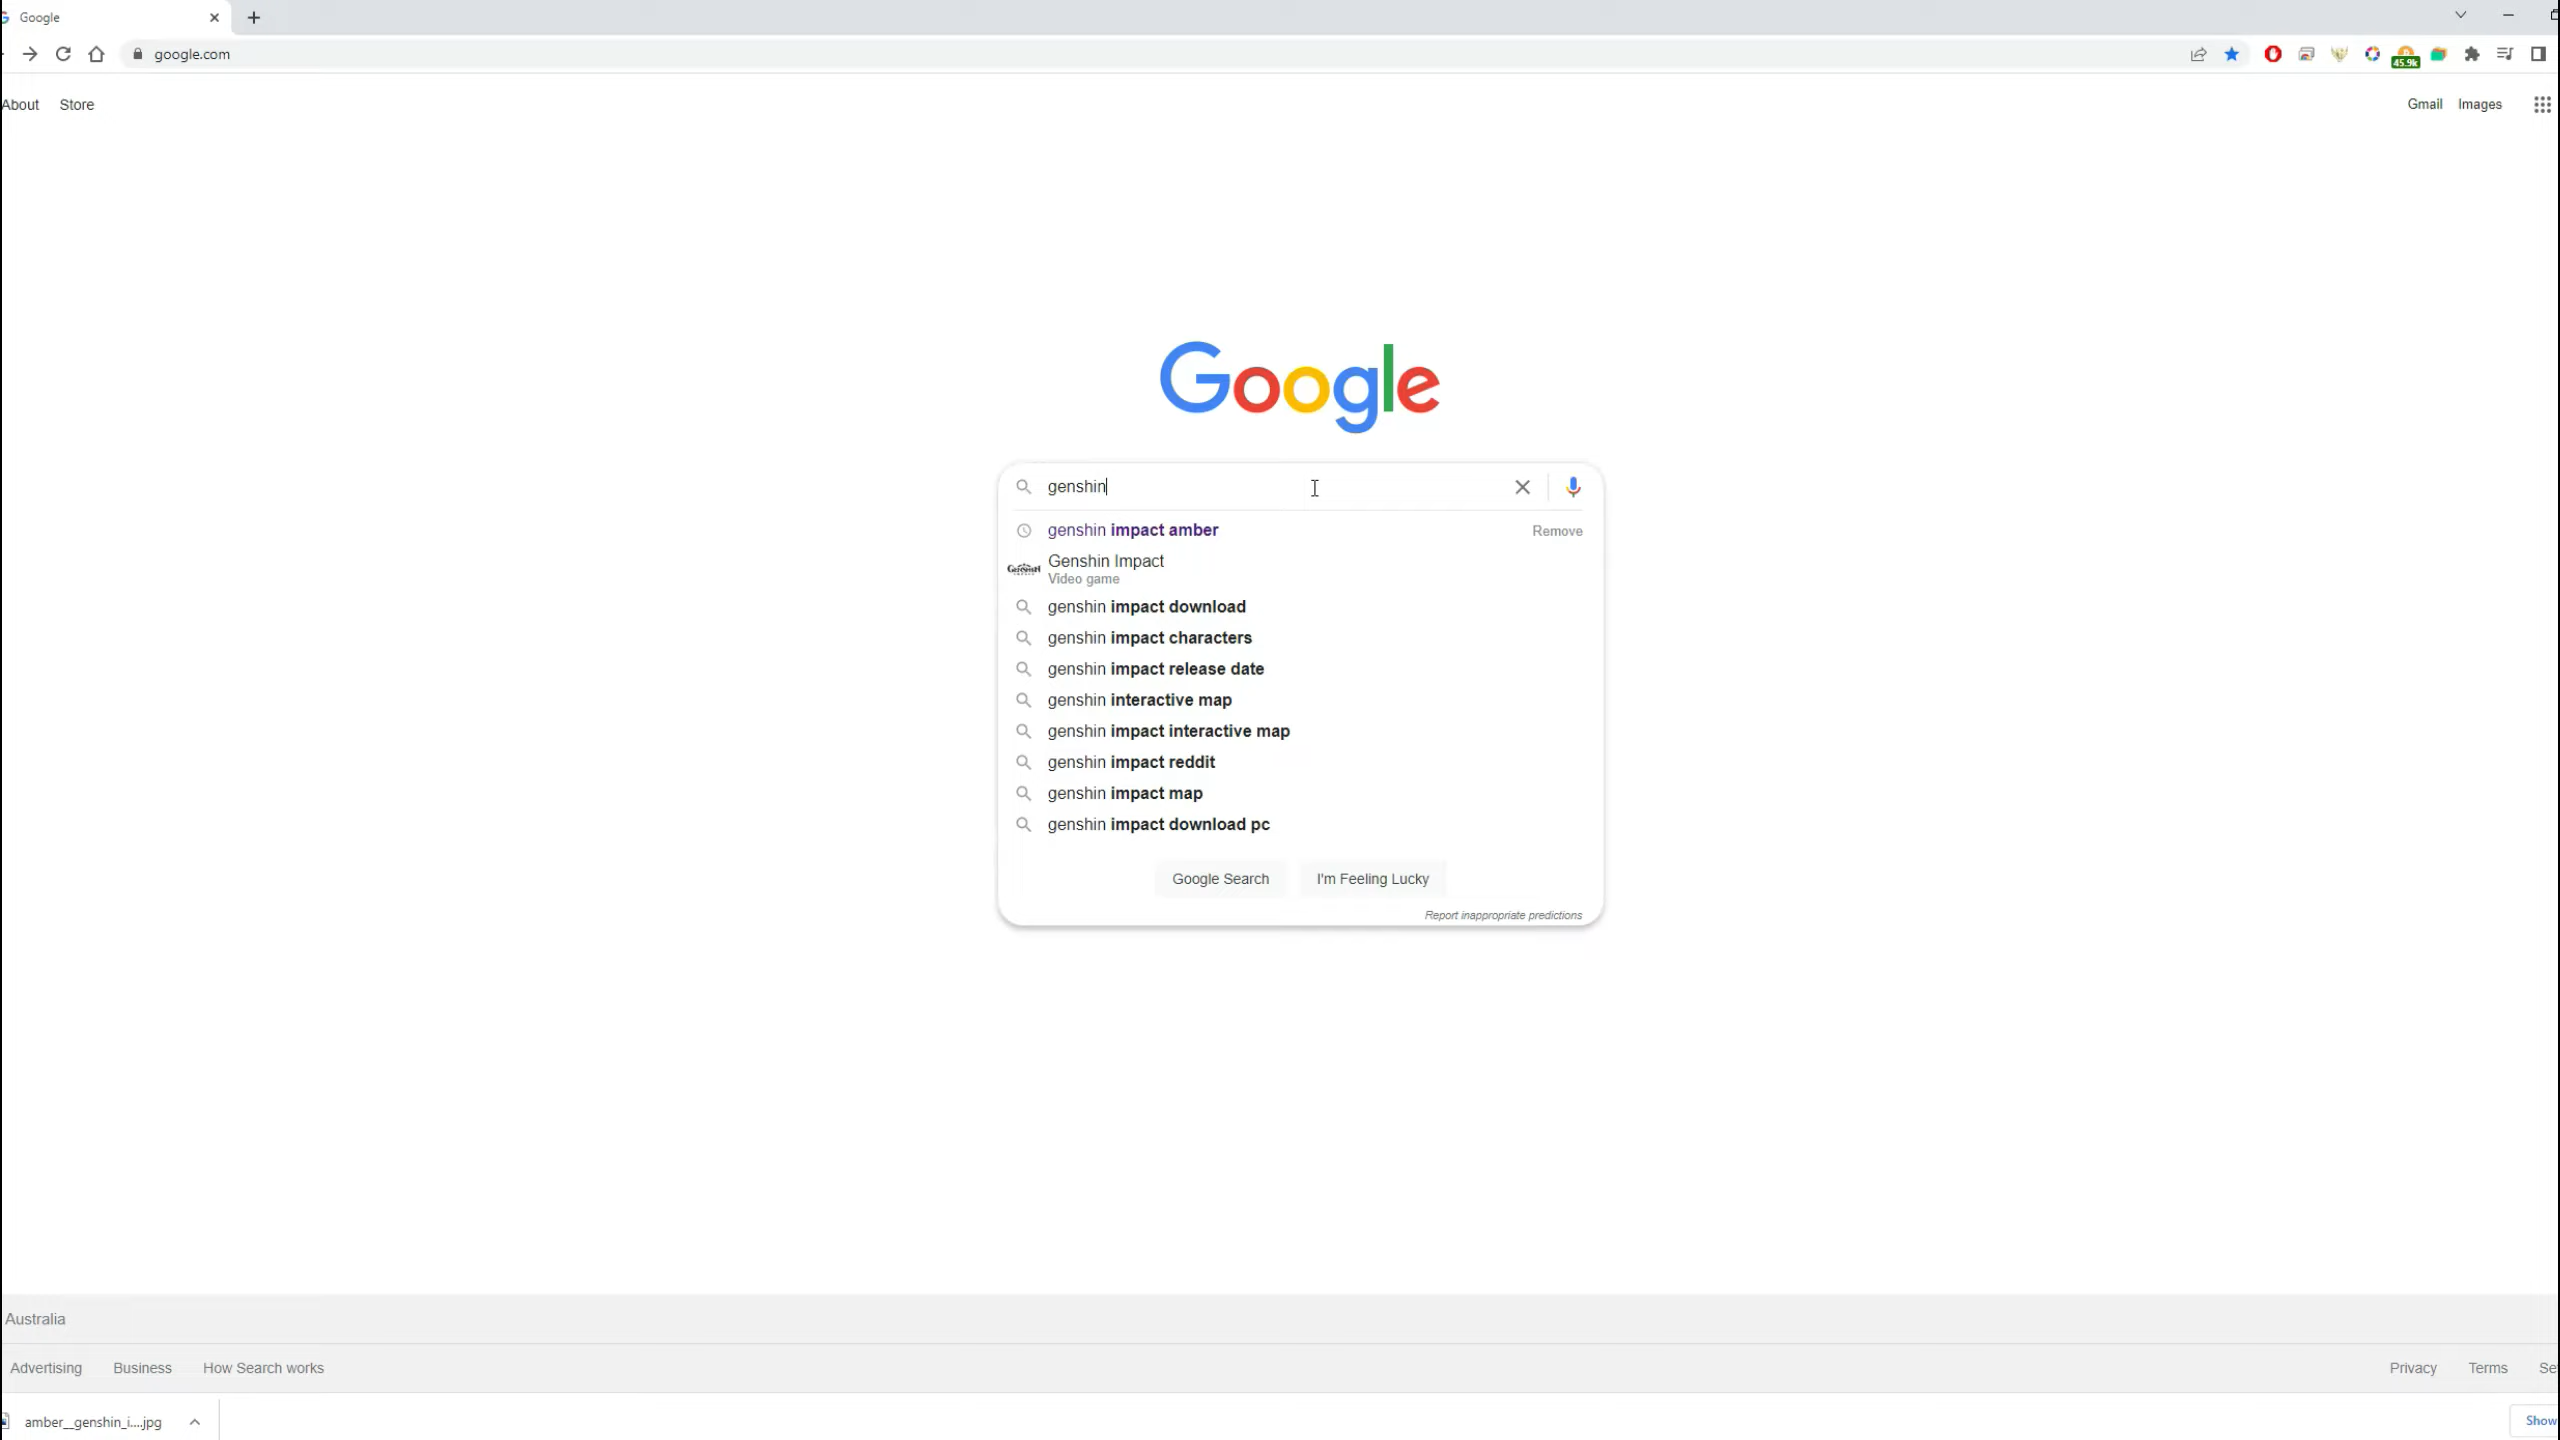 Google
google.com
45.9k
About Store
Gmail Images
Google
genshin
genshin impact amber Remove
Genshin Impact
Video game
genshin impact download
genshin impact characters
genshin impact release date
genshin interactive map
genshin impact interactive map
genshin impact reddit
genshin impact map
genshin impact download pc
Google Search I'm Feeling Lucky
Report inappropriate predictions
Australia
Advertising Business How Search works
Privacy Terms Se
amber__genshin_i....jpg
Show